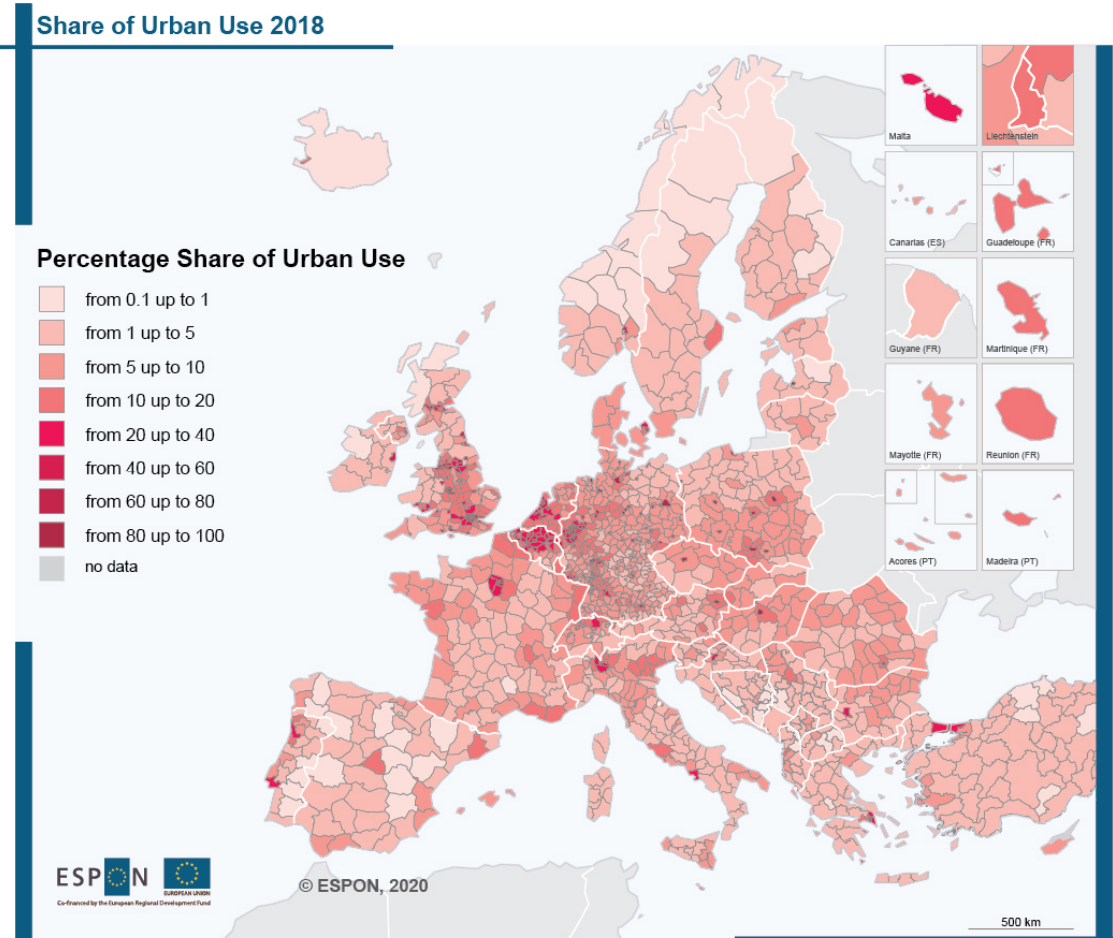 Share of Urban Use 2018
Percentage Share of Urban Use
from 0.1 up to 1
from 1 up to 5
from 5 up to 10
from 10 up to 20
from 20 up to 40
from 40 up to 60
from 60 up to 80
from 80 up to 100
no data
Malta
Liechtenstein
Canarias (ES)
Guadeloupe (FR)
Guyane (FR)
Martinique (FR)
Mayotte (FR)
Reunion (FR)
Acores (PT)
Madeira (PT)
ESPON
EUROPEAN UNION
Co-financed by the European Regional Development Fund
© ESPON, 2020
500 km